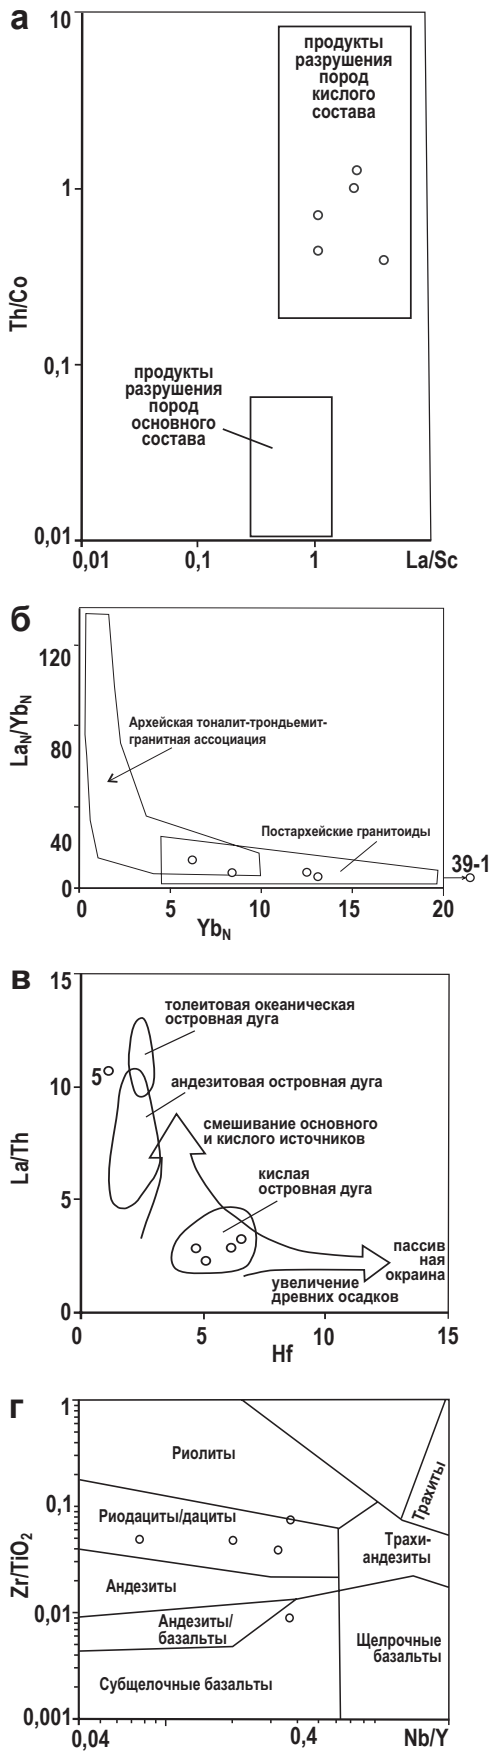 а
10
продукты
разрушения
пород
кислого
состава
1
Th/Co
0,1
продукты
разрушения
пород
основного
состава
0,01
0,01 0,1 1 La/Sc
б
120
LaN/YbN
Архейская тоналит-трондьемит-
гранитная ассоциация
80
40
Постархейские гранитоиды
39-1
0
0 5 10 15 20
YbN
в
15
толеитовая океаническая
островная дуга
5
10
андезитовая островная дуга
La/Th
смешивание основного
и кислого источников
кислая
островная дуга
5
пассив
ная
окраина
увеличение
древних осадков
0
0 5 10 15
Hf
г
1
Риолиты
Трахиты
0,1
Риодациты/дациты
Трахи-
андезиты
Zr/TiO2
Андезиты
0,01
Андезиты/
базальты
Щелрочные
базальты
Субщелочные базальты
0,001
0,04 0,4 Nb/Y